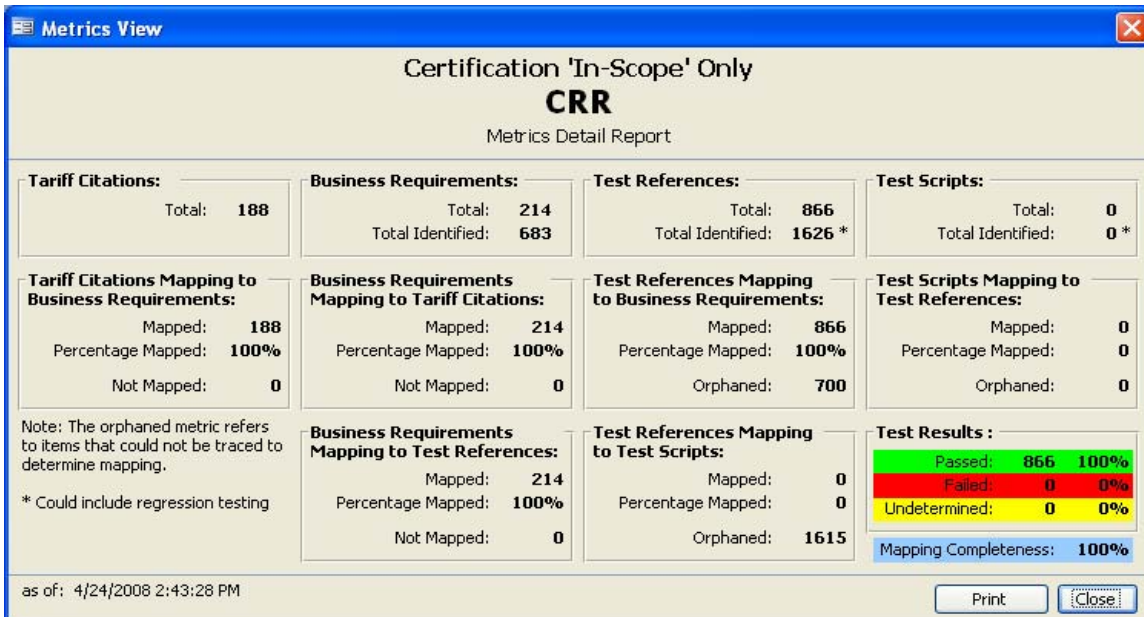 Metrics View
Certification 'In-Scope' Only
CRR
Metrics Detail Report
Tariff Citations:
Total: 188
Business Requirements:
Total: 214
Total Identified: 683
Test References:
Total: 866
Total Identified: 1626 *
Test Scripts:
Total: 0
Total Identified: 0 *
Tariff Citations Mapping to
Business Requirements:
Mapped: 188
Percentage Mapped: 100%
Not Mapped: 0
Business Requirements
Mapping to Tariff Citations:
Mapped: 214
Percentage Mapped: 100%
Not Mapped: 0
Test References Mapping
to Business Requirements:
Mapped: 866
Percentage Mapped: 100%
Orphaned: 700
Test Scripts Mapping to
Test References:
Mapped: 0
Percentage Mapped: 0
Orphaned: 0
Note: The orphaned metric refers
to items that could not be traced to
determine mapping.
* Could include regression testing
Business Requirements
Mapping to Test References:
Mapped: 214
Percentage Mapped: 100%
Not Mapped: 0
Test References Mapping
to Test Scripts:
Mapped: 0
Percentage Mapped: 0
Orphaned: 1615
Test Results :
Passed: 866 100%
Failed: 0 0%
Undetermined: 0 0%
Mapping Completeness: 100%
as of: 4/24/2008 2:43:28 PM
Print
Close